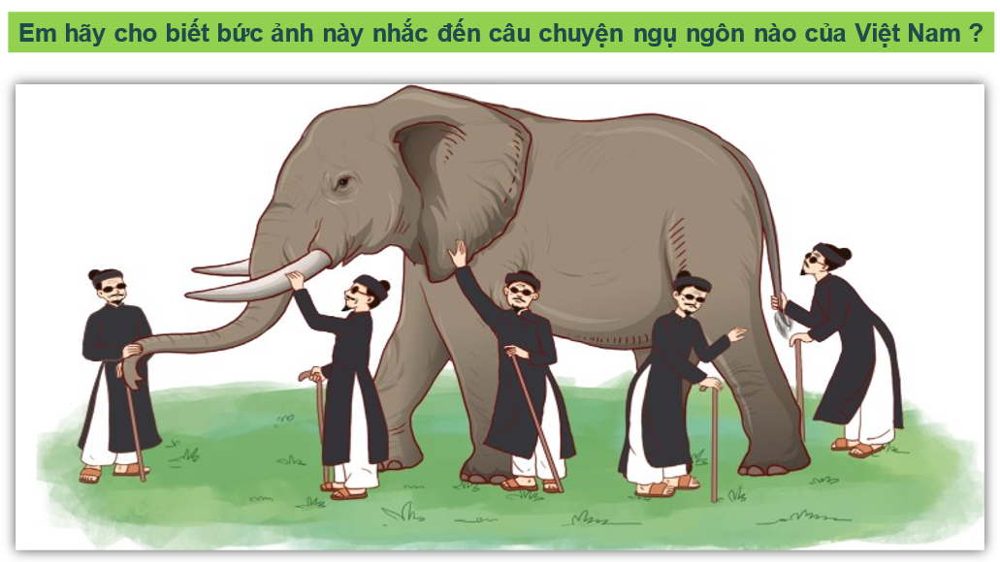 Em hãy cho biết bức ảnh này nhắc đến câu chuyện ngụ ngôn nào của Việt Nam ?